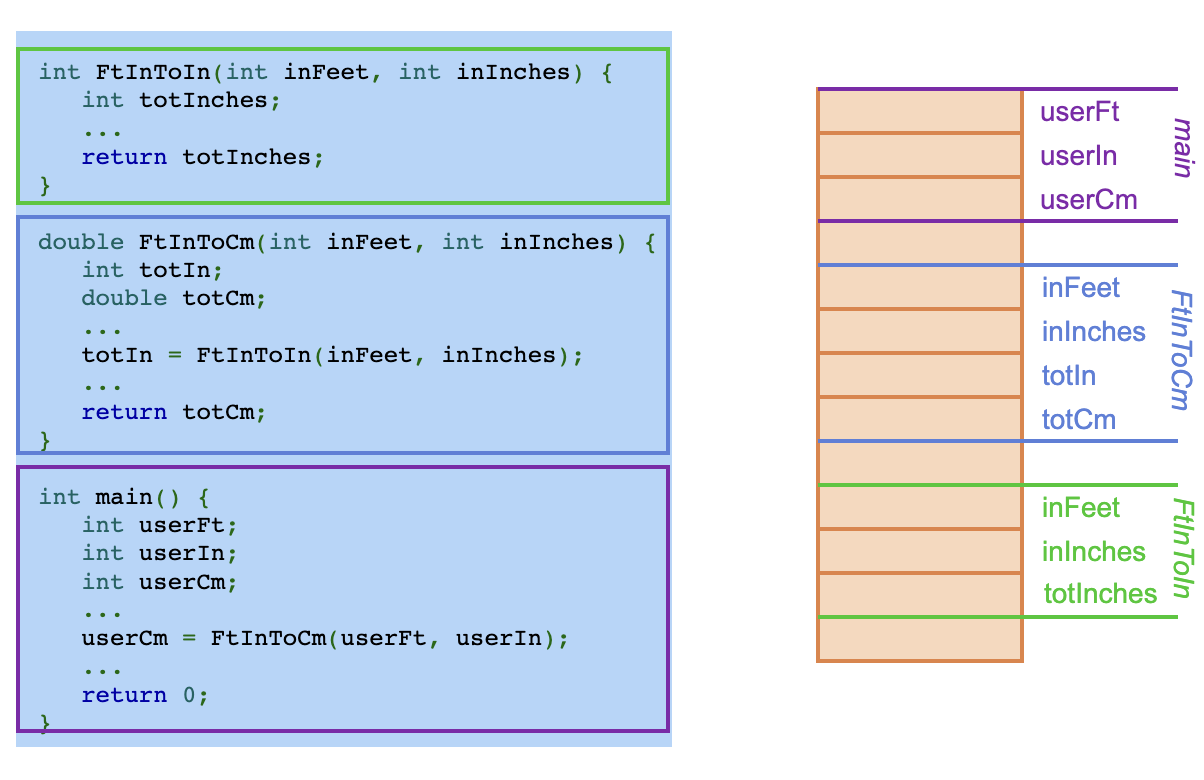 int FtInToIn(int inFeet, int inInches) {
   int totInches;
   ...
   return totInches;
}
double FtInToCm(int inFeet, int inInches) {
   int totIn;
   double totCm;
   ...
   totIn = FtInToIn(inFeet, inInches);
   ...
   return totCm;
}
int main() {
   int userFt;
   int userIn;
   int userCm;
   ...
   userCm = FtInToCm(userFt, userIn);
   ...
   return 0;
}
userFt
userIn
userCm
main
inFeet
inInches
totIn
totCm
FtInToCm
inFeet
inInches
totInches
FtInToIn